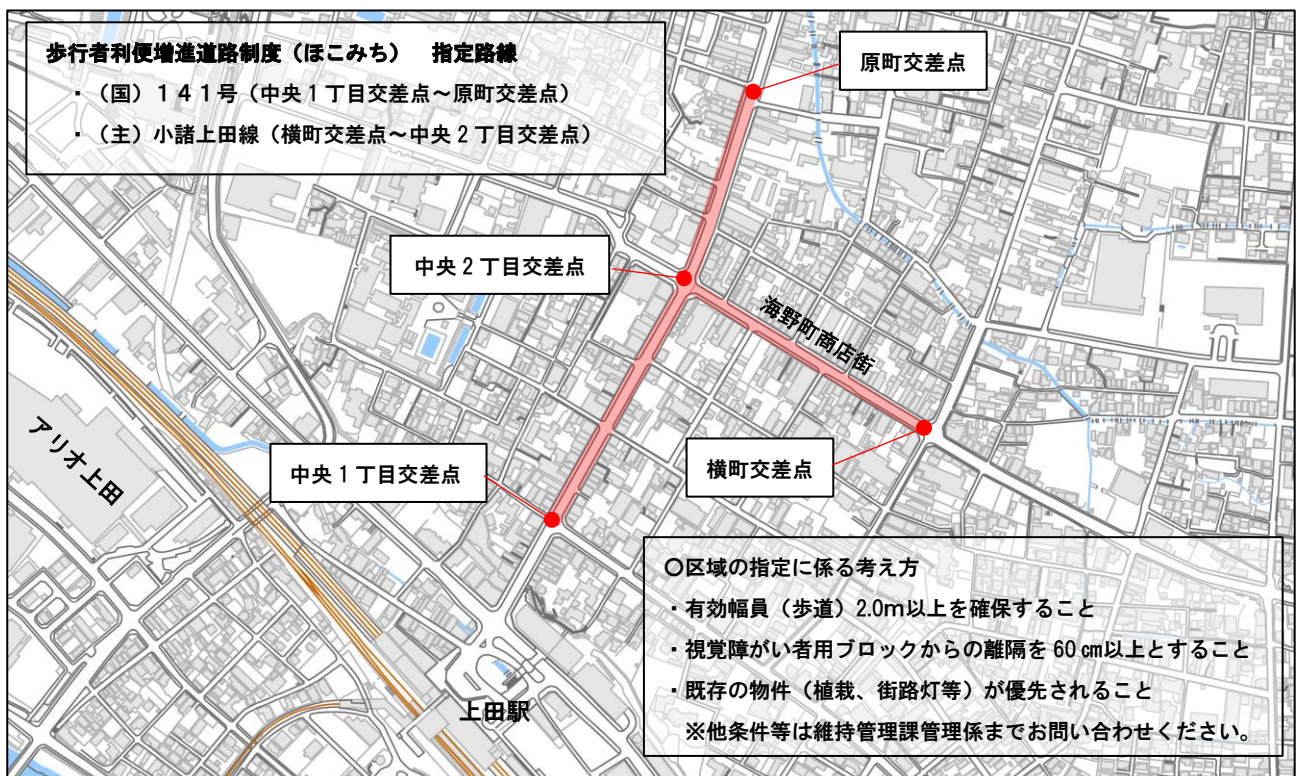 歩行者利便増進道路制度（ほこみち）　指定路線
・（国）１４１号（中央１丁目交差点～原町交差点）
・（主）小諸上田線（横町交差点～中央２丁目交差点）
原町交差点
中央２丁目交差点
海野町商店街
アリオ上田
中央１丁目交差点
横町交差点
上田駅
○区域の指定に係る考え方
・有効幅員（歩道）2.0ｍ以上を確保すること
・視覚障がい者用ブロックからの離隔を 60 ㎝以上とすること
・既存の物件（植栽、街路灯等）が優先されること
※他条件等は維持管理課管理係までお問い合わせください。